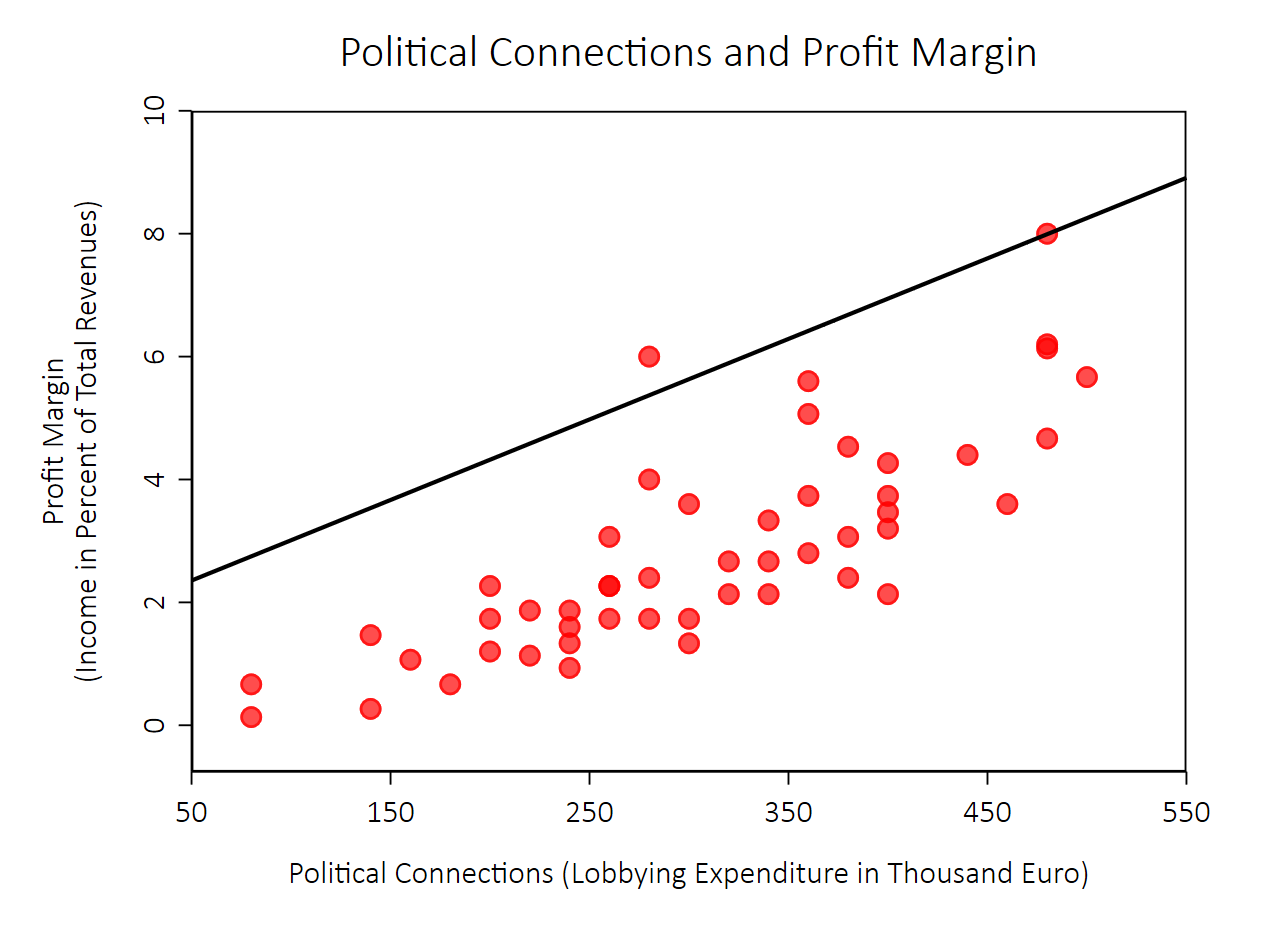 Political Connections and Profit Margin
Profit Margin
(Income in Percent of Total Revenues)
10
8
6
4
2
0
50 150 250 350 450 550
Political Connections (Lobbying Expenditure in Thousand Euro)